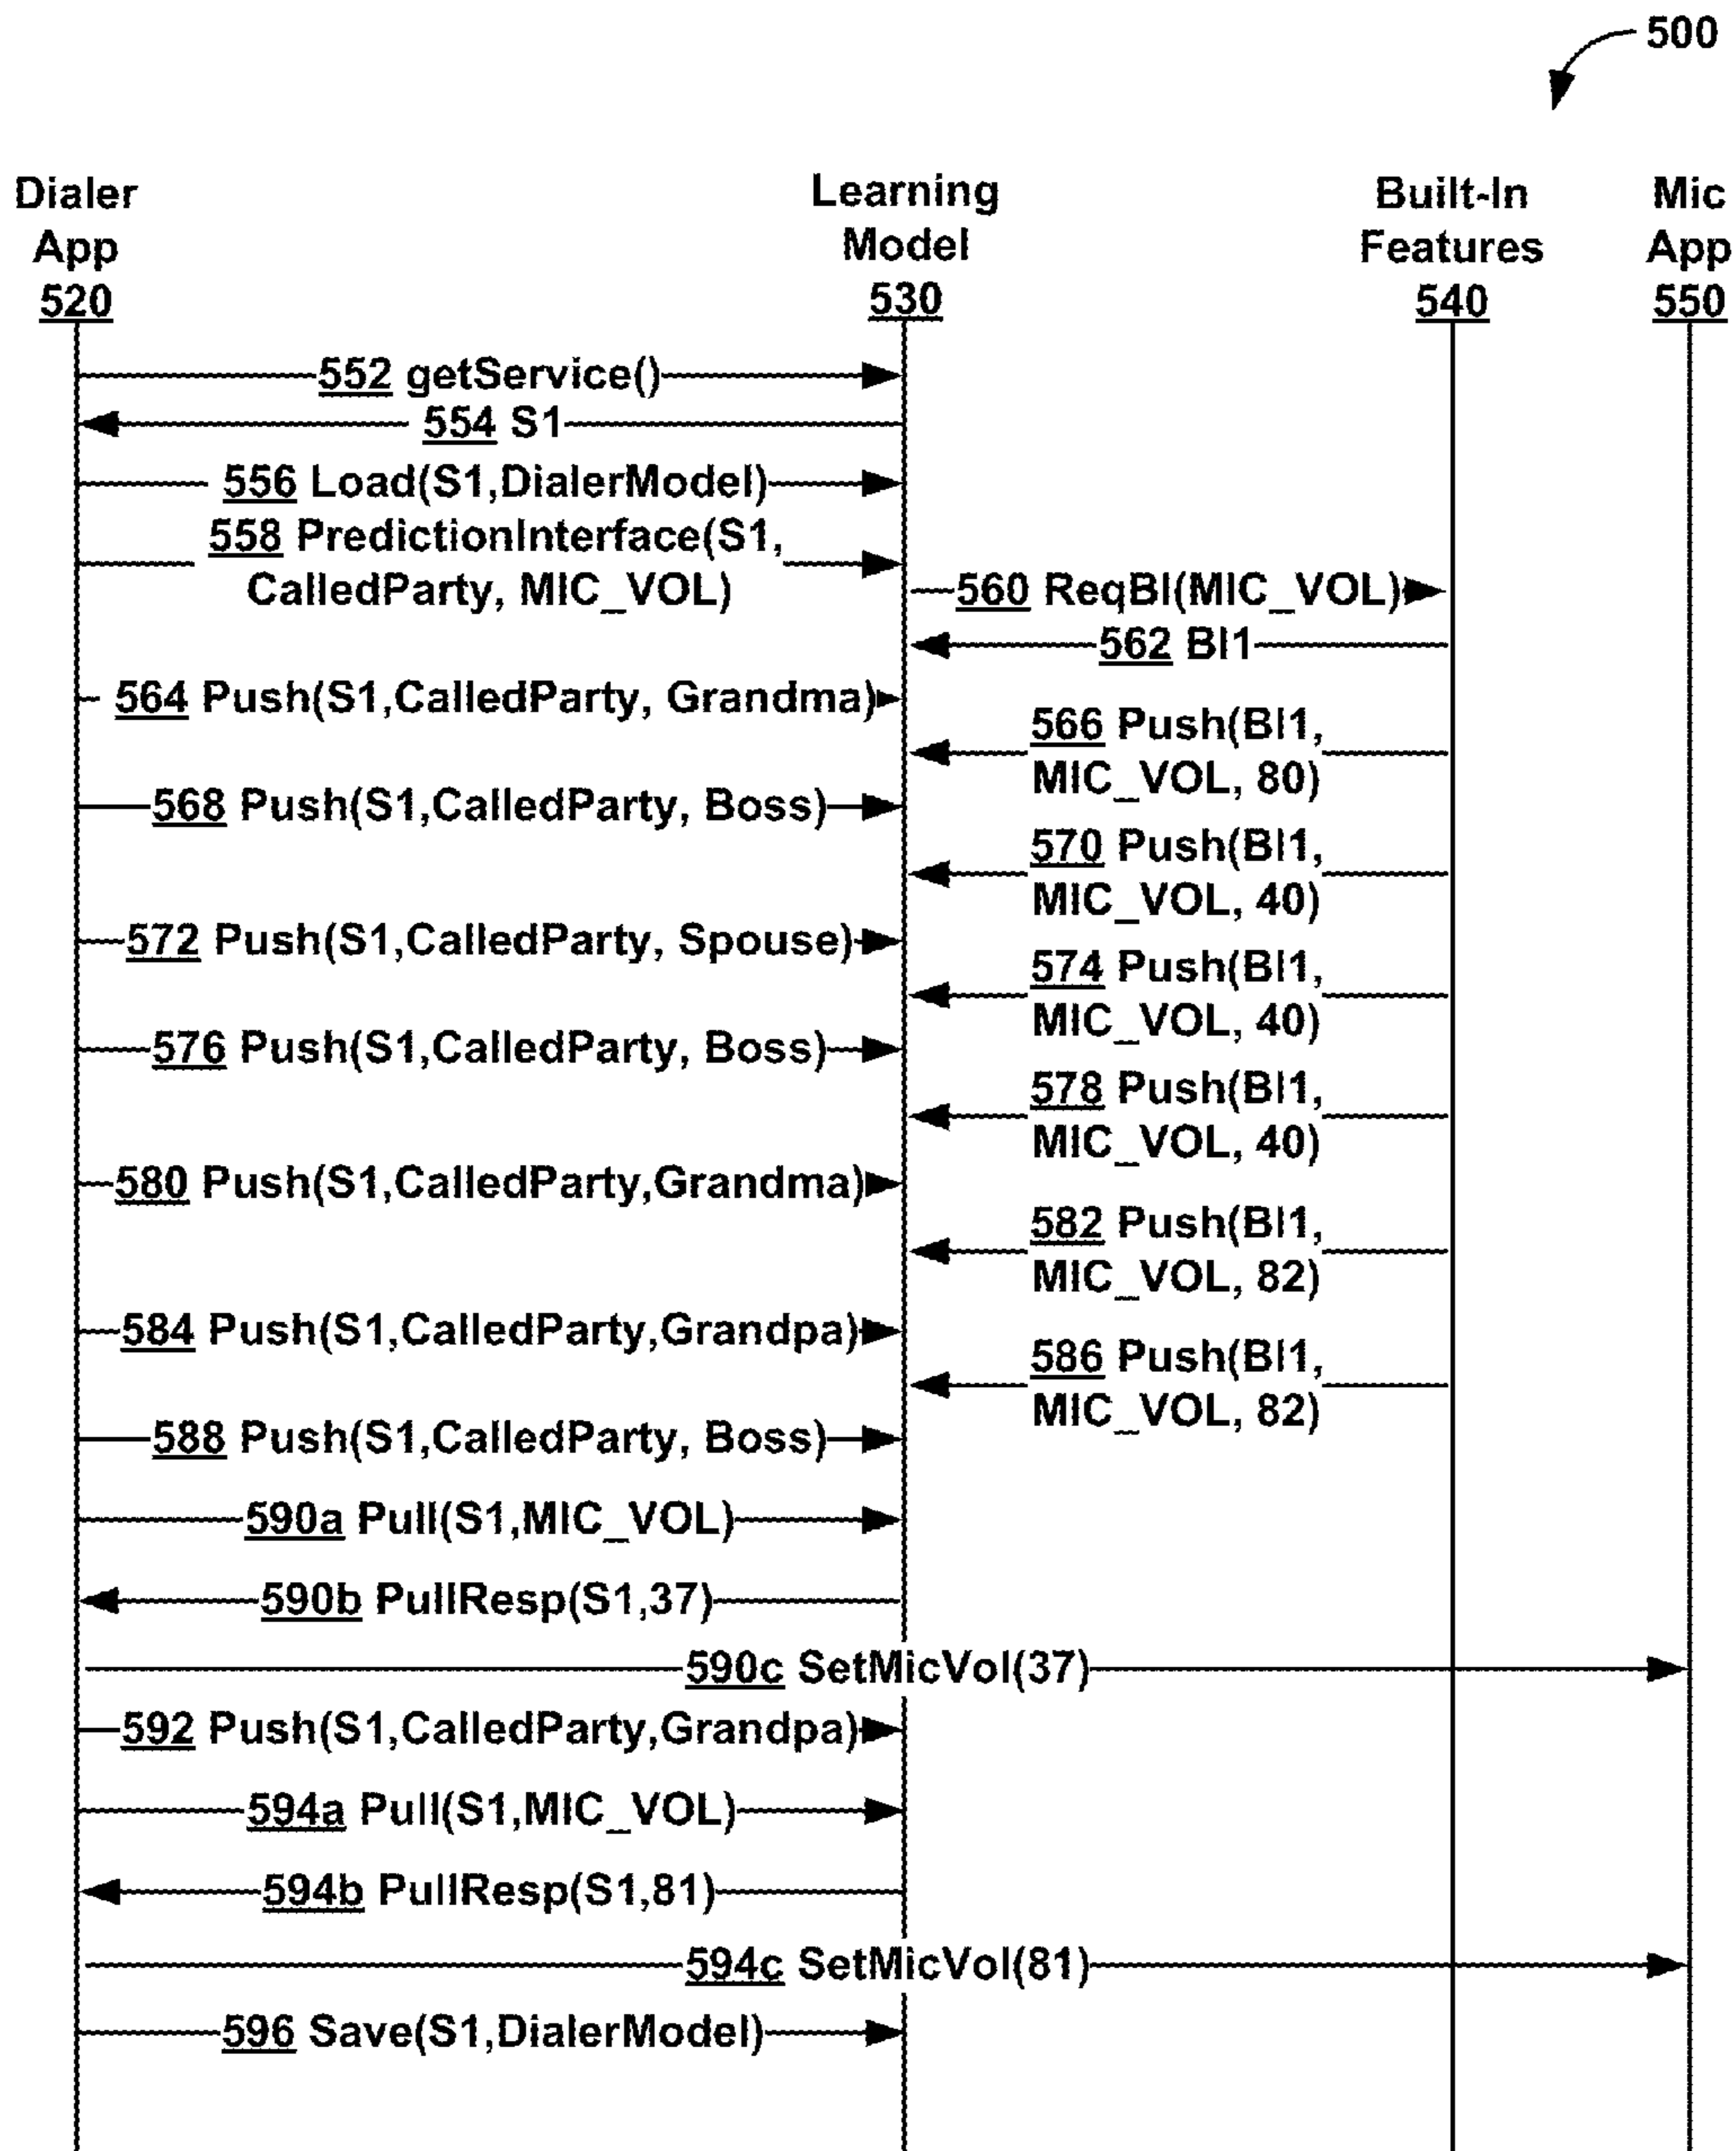 500
Dialer
App
520
Learning
Model
530
Built-In
Features
540
Mic
App
550
552 getService()
554 S1
556 Load(S1,DialerModel)
558 PredictionInterface(S1,
CalledParty, MIC_VOL)
560 ReqBI(MIC_VOL)
562 BI1
564 Push(S1,CalledParty, Grandma)
566 Push(BI1,
MIC_VOL, 80)
568 Push(S1,CalledParty, Boss)
570 Push(BI1,
MIC_VOL, 40)
572 Push(S1,CalledParty, Spouse)
574 Push(BI1,
MIC_VOL, 40)
576 Push(S1,CalledParty, Boss)
578 Push(BI1,
MIC_VOL, 40)
580 Push(S1,CalledParty,Grandma)
582 Push(BI1,
MIC_VOL, 82)
584 Push(S1,CalledParty,Grandpa)
586 Push(BI1,
MIC_VOL, 82)
588 Push(S1,CalledParty, Boss)
590a Pull(S1,MIC_VOL)
590b PullResp(S1,37)
590c SetMicVol(37)
592 Push(S1,CalledParty,Grandpa)
594a Pull(S1,MIC_VOL)
594b PullResp(S1,81)
594c SetMicVol(81)
596 Save(S1,DialerModel)